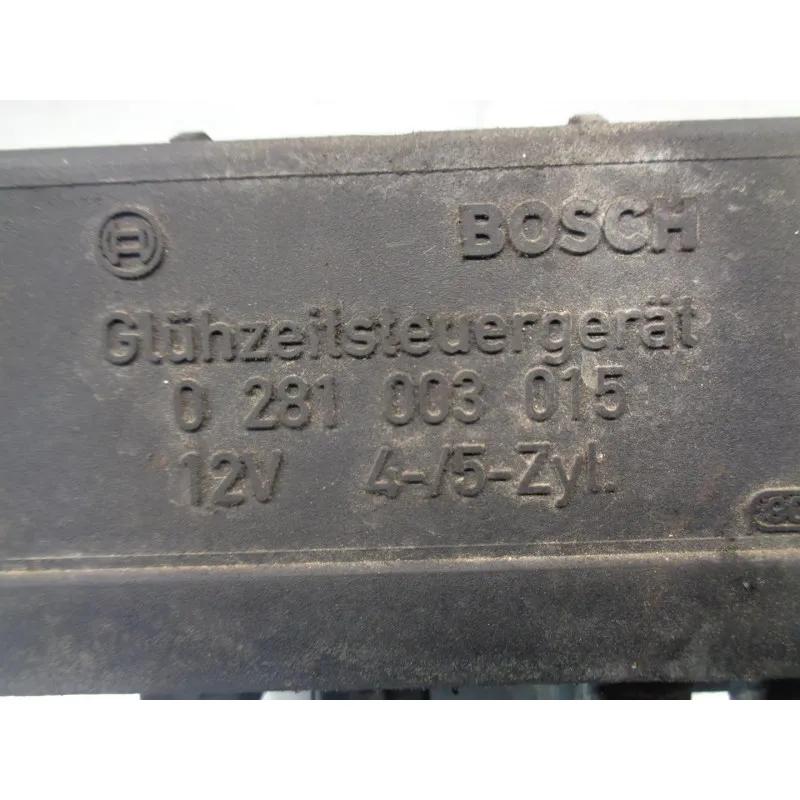 BOSCH
Glühzeitsteuergerät
0 281 003 015
12V 4-/5-Zyl.